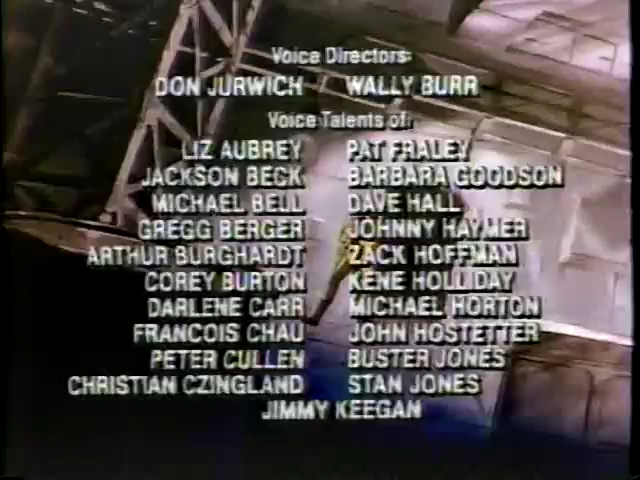 Voice Directors:
DON JURWICH WALLY BURR
Voice Talents of:
LIZ AUBREY PAT FRALEY
JACKSON BECK BARBARA GOODSON
MICHAEL BELL DAVE HALL
GREGG BERGER JOHNNY HAYMER
ARTHUR BURGHARDT ZACK HOFFMAN
COREY BURTON KENE HOLLIDAY
DARLENE CARR MICHAEL HORTON
FRANCOIS CHAU JOHN HOSTETTER
PETER CULLEN BUSTER JONES
CHRISTIAN CZINGLAND STAN JONES
JIMMY KEEGAN